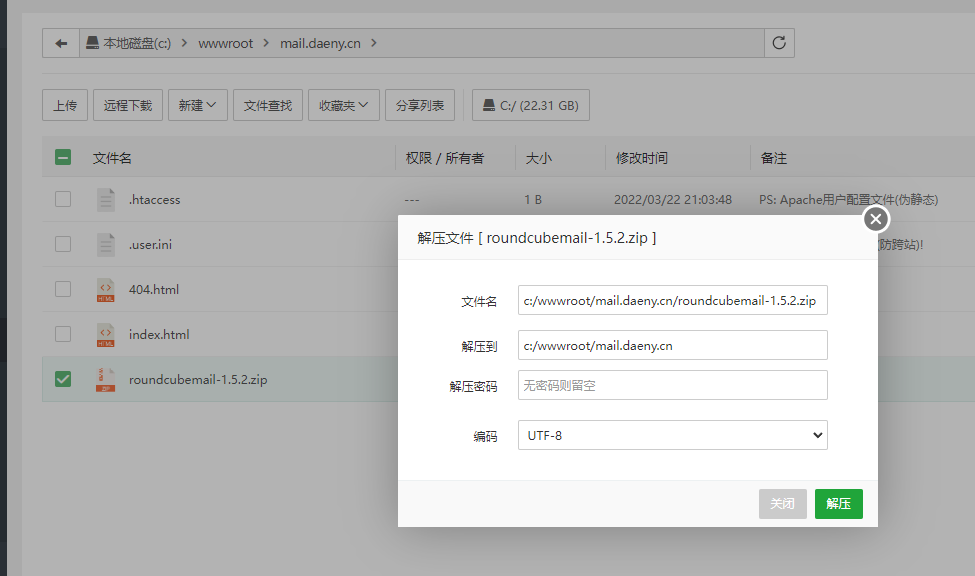 本地磁盘(c:) wwwroot mail.daeny.cn
上传 远程下载 新建 文件查找 收藏夹 分享列表 C:/ (22.31 GB)
文件名 权限 / 所有者 大小 修改时间 备注
.htaccess --- 1 B 2022/03/22 21:03:48 PS: Apache用户配置文件(伪静态)
.user.ini (防跨站)!
404.html
index.html
roundcubemail-1.5.2.zip
解压文件 [ roundcubemail-1.5.2.zip ]
文件名 c:/wwwroot/mail.daeny.cn/roundcubemail-1.5.2.zip
解压到 c:/wwwroot/mail.daeny.cn
解压密码 无密码则留空
编码 UTF-8
关闭 解压